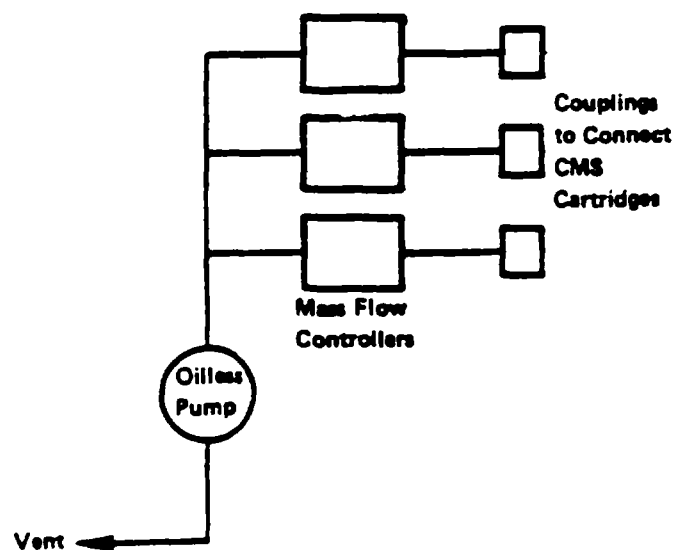 Couplings
to Connect
CMS
Cartridges
Mass Flow
Controllers
Oilless
Pump
Vent